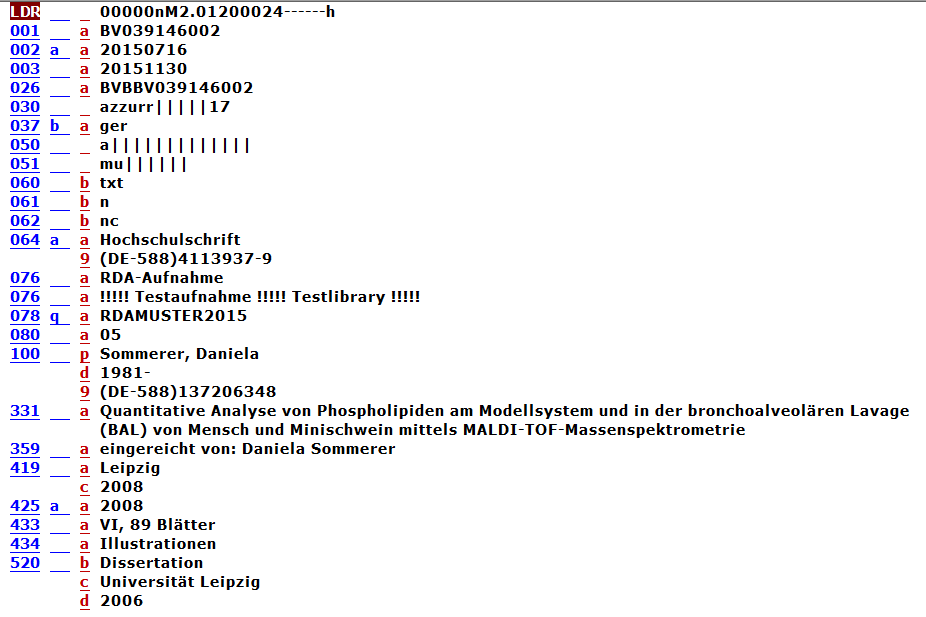 LDR _ 00000nM2.01200024------h
001 a BV039146002
002 a a 20150716
003 a 20151130
026 a BVBBV039146002
030 _ azzurr|||||17
037 b a ger
050 _ a|||||||||||||
051 _ mu||||||
060 b txt
061 b n
062 b nc
064 a a Hochschulschrift
9 (DE-588)4113937-9
076 a RDA-Aufnahme
076 a !!!!! Testaufnahme !!!!! Testlibrary !!!!!
078 q a RDAMUSTER2015
080 a 05
100 p Sommerer, Daniela
d 1981-
9 (DE-588)137206348
331 a Quantitative Analyse von Phospholipiden am Modellsystem und in der bronchoalveolären Lavage
(BAL) von Mensch und Minischwein mittels MALDI-TOF-Massenspektrometrie
359 a eingereicht von: Daniela Sommerer
419 a Leipzig
c 2008
425 a a 2008
433 a VI, 89 Blätter
434 a Illustrationen
520 b Dissertation
c Universität Leipzig
d 2006